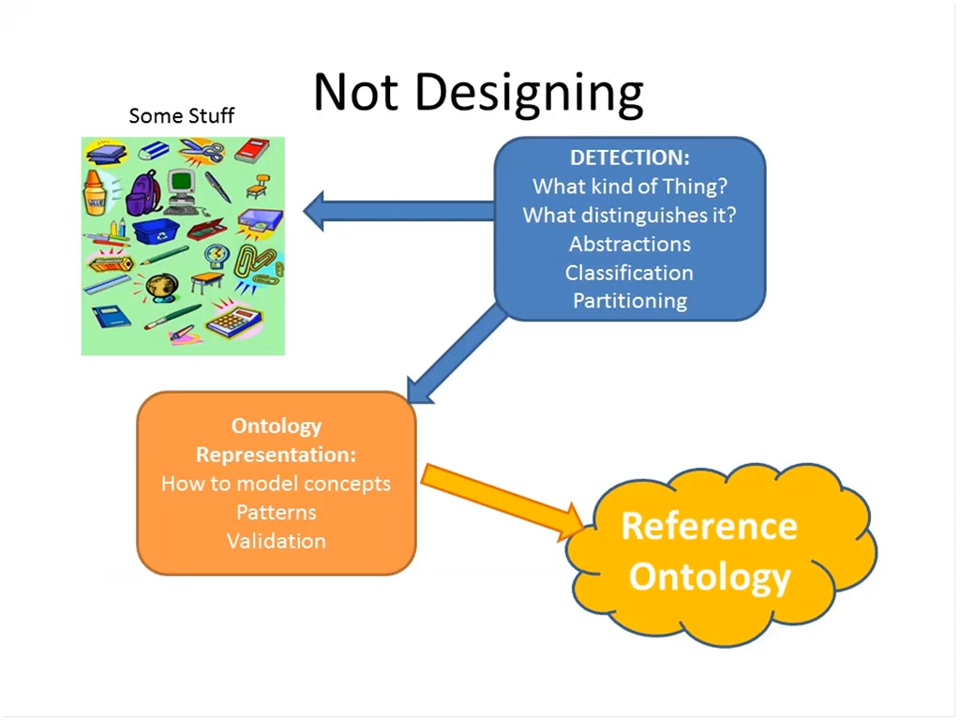 Not Designing
Some Stuff
DETECTION:
What kind of Thing?
What distinguishes it?
Abstractions
Classification
Partitioning
Ontology
Representation:
How to model concepts
Patterns
Validation
Reference
Ontology